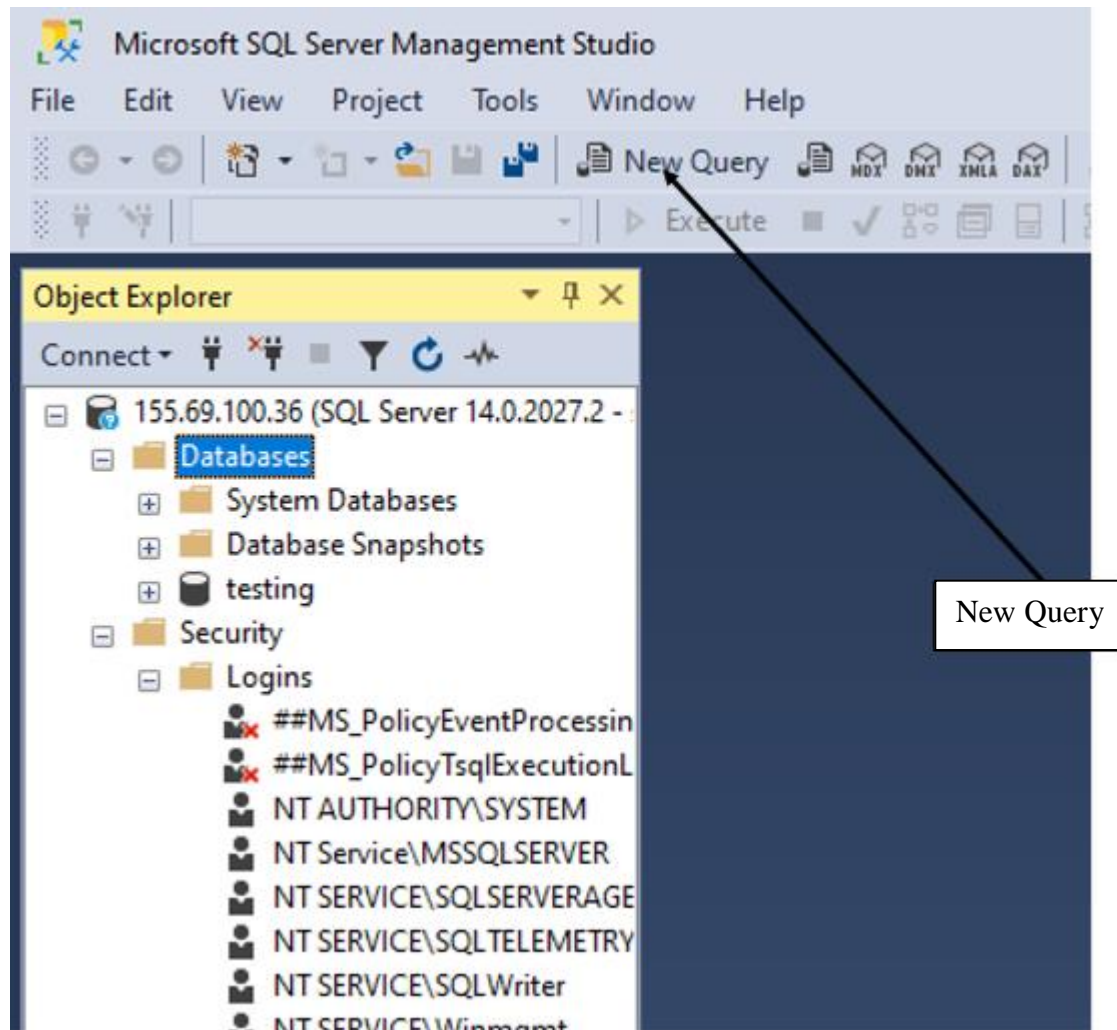 Microsoft SQL Server Management Studio
File Edit View Project Tools Window Help
New Query MDX DMX XMLA DAX
Execute
Object Explorer
Connect
155.69.100.36 (SQL Server 14.0.2027.2 -
Databases
System Databases
Database Snapshots
testing
New Query
Security
Logins
##MS_PolicyEventProcessin
##MS_PolicyTsqlExecutionL
NT AUTHORITY\SYSTEM
NT Service\MSSQLSERVER
NT SERVICE\SQLSERVERAGE
NT SERVICE\SQLTELEMETRY
NT SERVICE\SQLWriter
NT SERVICE\Winmgmt